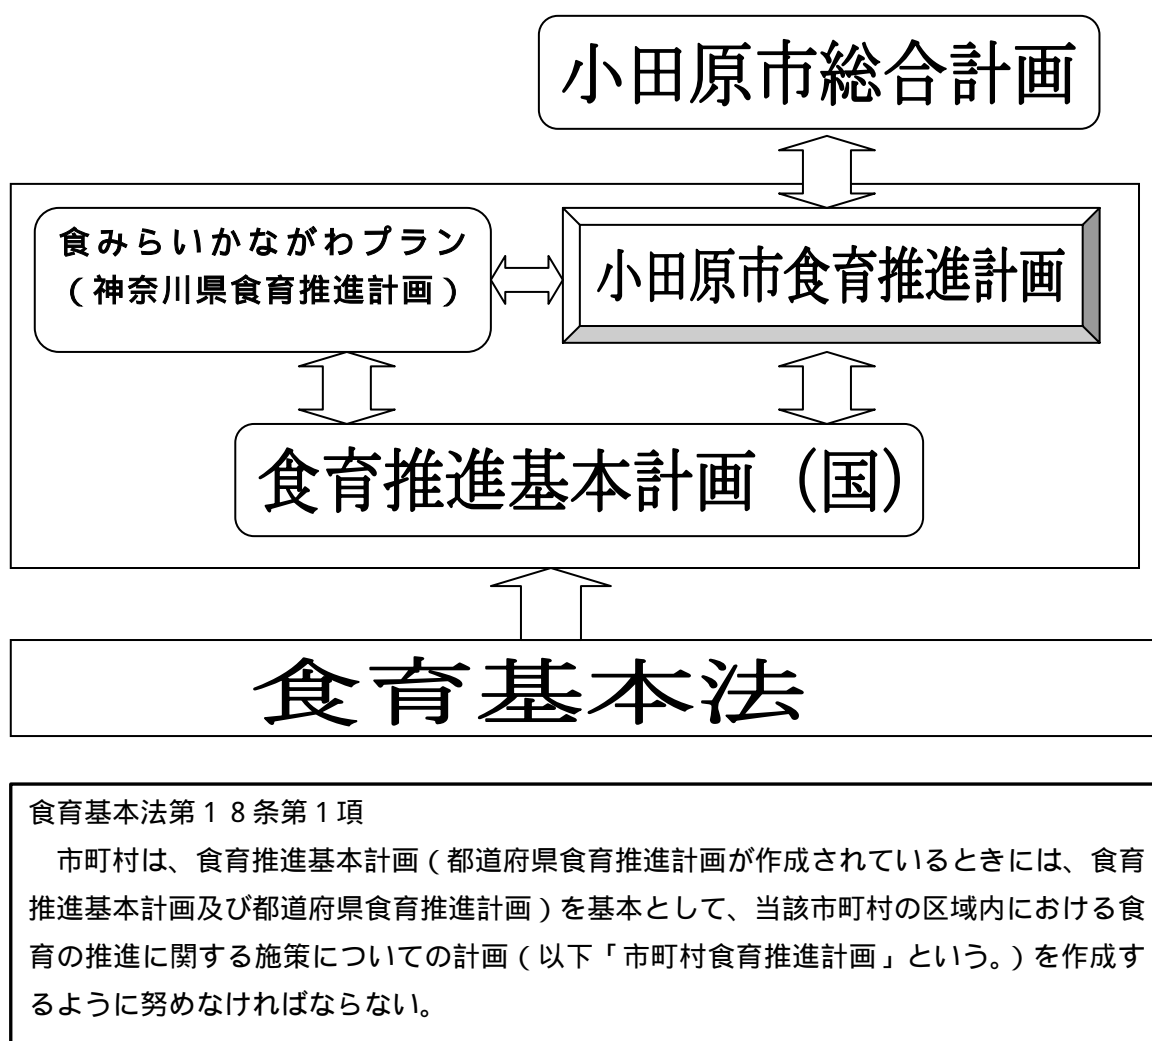 小田原市総合計画
食みらいかながわプラン
（神奈川県食育推進計画）
小田原市食育推進計画
食育推進基本計画（国）
食育基本法
食育基本法第１８条第１項
　市町村は、食育推進基本計画（都道府県食育推進計画が作成されているときには、食育
推進基本計画及び都道府県食育推進計画）を基本として、当該市町村の区域内における食
育の推進に関する施策についての計画（以下「市町村食育推進計画」という。）を作成す
るように努めなければならない。